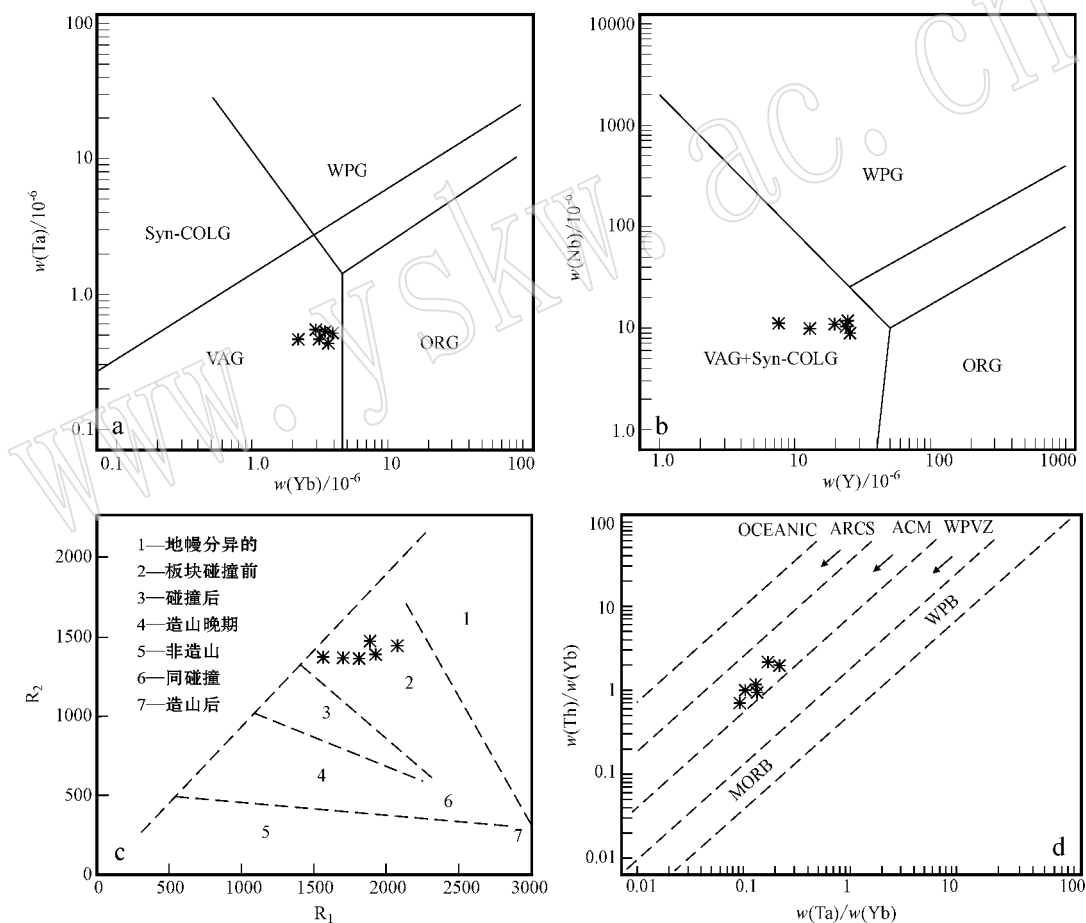 100
10
1.0
0.1
w(Ta)/10⁻⁶
WPG
Syn-COLG
VAG
ORG
a
0.1
1.0
10
100
w(Yb)/10⁻⁶
10000
1000
100
10
1.0
w(Nb)/10⁻⁶
WPG
VAG+Syn-COLG
ORG
b
1.0
10
100
1000
w(Y)/10⁻⁶
2000
1500
1000
500
0
R₂
1—地幔分异的
2—板块碰撞前
3—碰撞后
4—造山晚期
5—非造山
6—同碰撞
7—造山后
1
2
3
4
6
5
7
c
0
500
1000
1500
2000
2500
3000
R₁
100
10
1
0.1
0.01
w(Th)/w(Yb)
OCEANIC ARCS ACM WPVZ
WPB
MORB
d
0.01
0.1
1
10
100
w(Ta)/w(Yb)
www.yskw.ac.cn